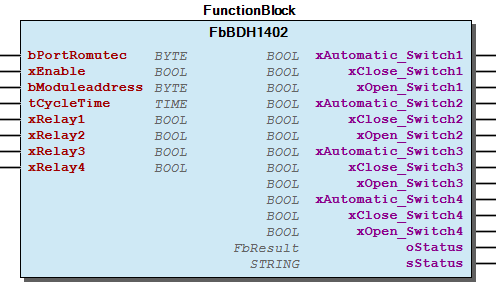 FunctionBlock
FbBDH1402
bPortRomutec BYTE BOOL xAutomatic_Switch1
xEnable BOOL BOOL xClose_Switch1
bModuleaddress BYTE BOOL xOpen_Switch1
tCycleTime TIME BOOL xAutomatic_Switch2
xRelay1 BOOL BOOL xClose_Switch2
xRelay2 BOOL BOOL xOpen_Switch2
xRelay3 BOOL BOOL xAutomatic_Switch3
xRelay4 BOOL BOOL xClose_Switch3
BOOL xOpen_Switch3
BOOL xAutomatic_Switch4
BOOL xClose_Switch4
BOOL xOpen_Switch4
FbResult oStatus
STRING sStatus